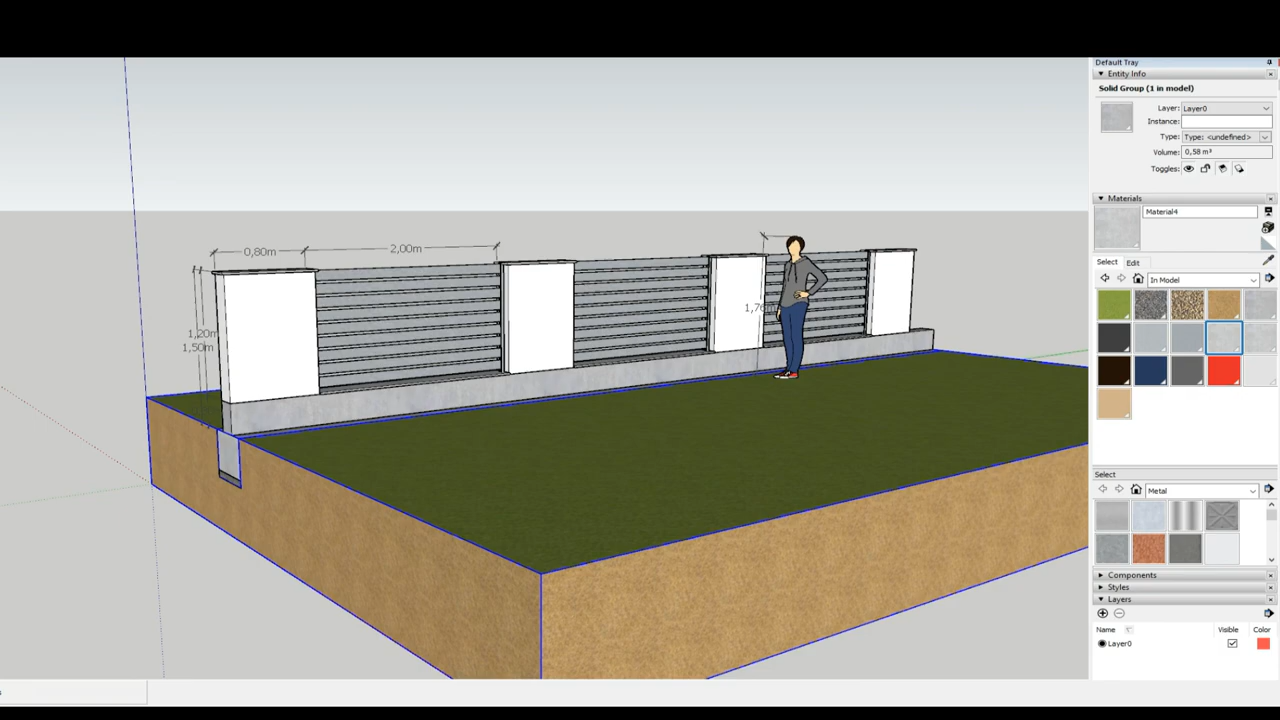 Default Tray
Entity Info
Solid Group (1 in model)
Layer: Layer0
Instance:
Type: Type: <undefined>
Volume: 0,58 m³
Toggles:
Materials
Material4
Select Edit
In Model
Select
Metal
Components
Styles
Layers
Name Visible Color
Layer0
0,80m
2,00m
1,20m
1,50m